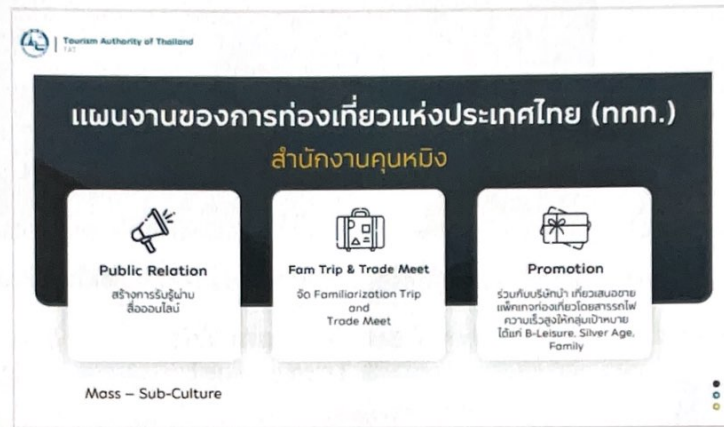 Tourism Authority of Thailand
TAT
แผนงานของการท่องเที่ยวแห่งประเทศไทย (ททท.)
สำนักงานคุนหมิง
Public Relation
สร้างการรับรู้ผ่าน
สื่อออนไลน์
Fam Trip & Trade Meet
จัด Familiarization Trip
and
Trade Meet
Promotion
ร่วมกับบริษัทนำ เที่ยวเสนอขาย
แพ็คเกจท่องเที่ยวโดยสารรถไฟ
ความเร็วสูงให้กลุ่มเป้าหมาย
ได้แก่ B-Leisure, Silver Age,
Family
Mass – Sub-Culture